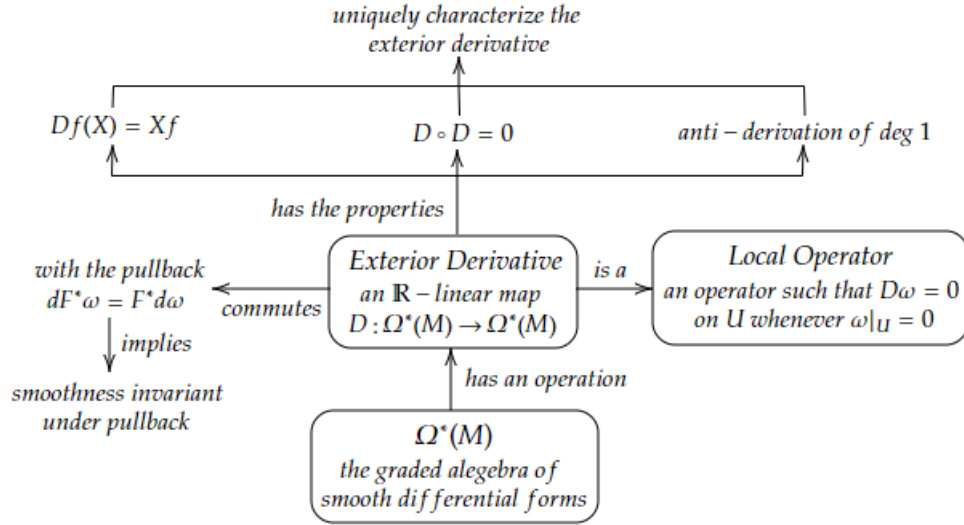 uniquely characterize the
exterior derivative
Df(X) = Xf
D ∘ D = 0
anti − derivation of deg 1
has the properties
with the pullback
dF*ω = F*dω
commutes
Exterior Derivative
an ℝ − linear map
D : Ω*(M) → Ω*(M)
is a
Local Operator
an operator such that Dω = 0
on U whenever ω|_U = 0
implies
smoothness invariant
under pullback
has an operation
Ω*(M)
the graded alegebra of
smooth differential forms